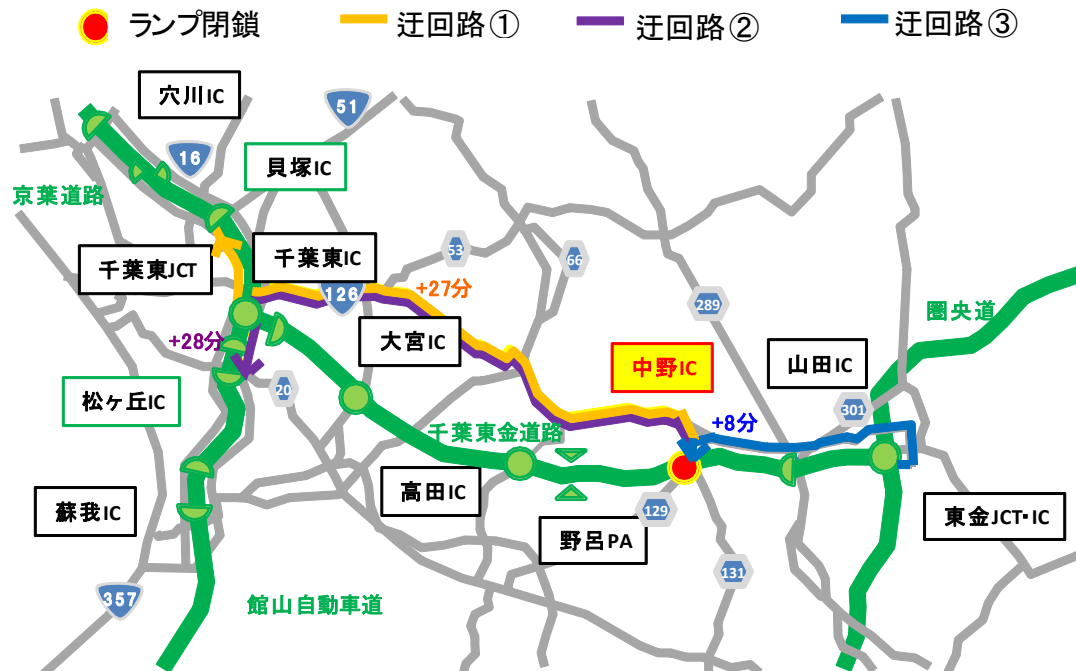 ランプ閉鎖
迂回路①
迂回路②
迂回路③
穴川IC
51
16
貝塚IC
京葉道路
千葉東JCT
千葉東IC
53
66
126
+27分
289
圏央道
+28分
大宮IC
中野IC
山田IC
松ヶ丘IC
20
301
+8分
千葉東金道路
高田IC
蘇我IC
129
野呂PA
東金JCT・IC
131
357
館山自動車道